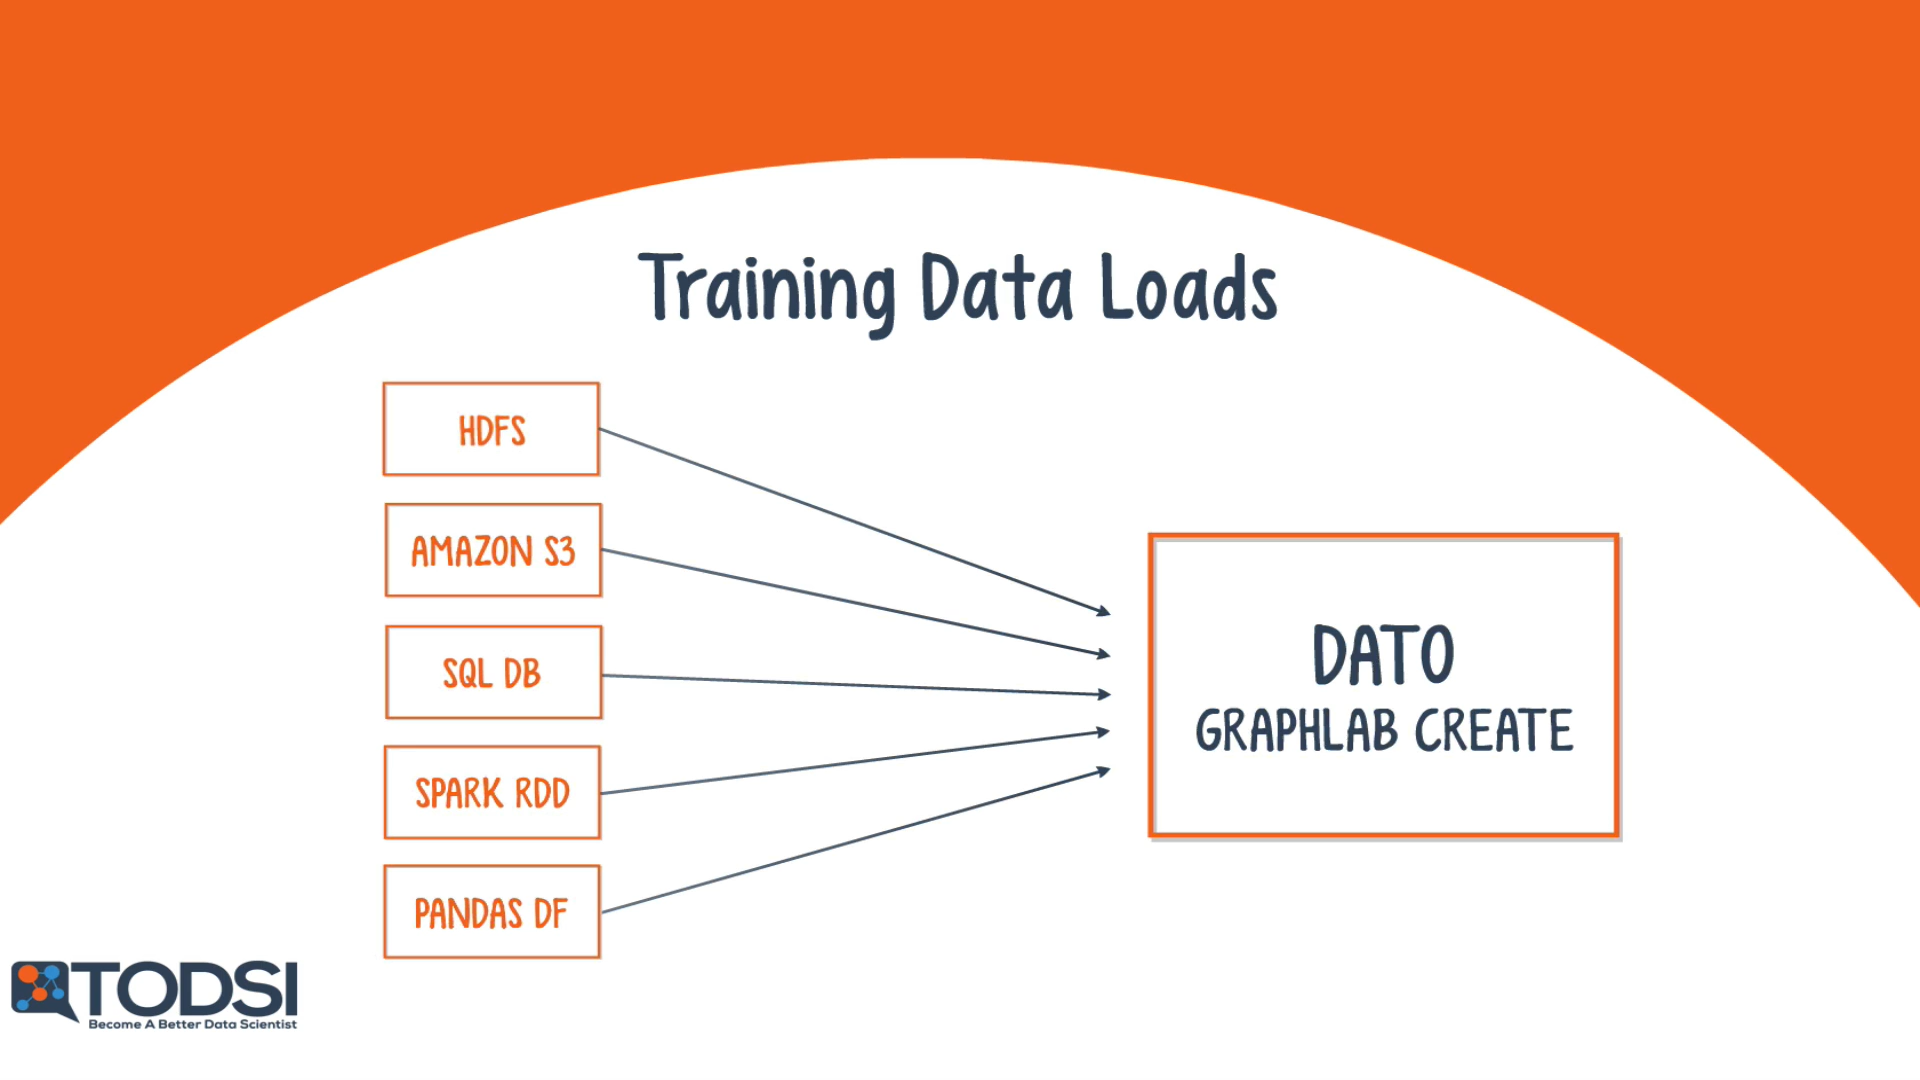 Training Data Loads
HDFS
AMAZON S3
SQL DB
SPARK RDD
PANDAS DF
DATO
GRAPHLAB CREATE
TODSI
Become A Better Data Scientist